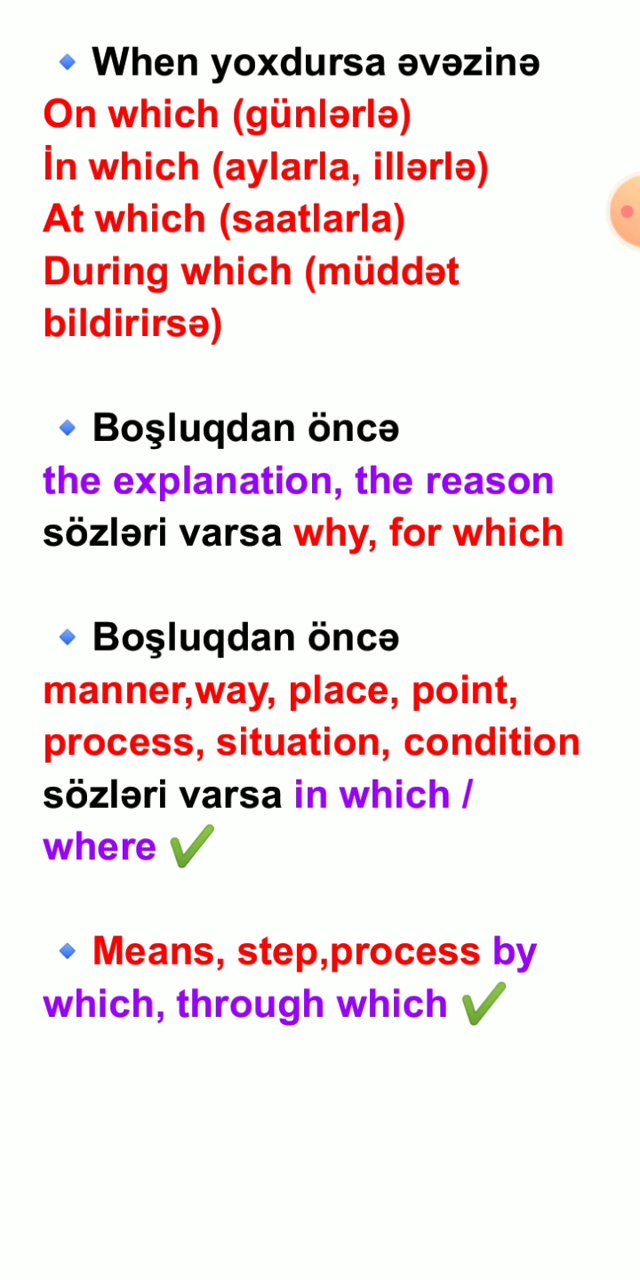 🔹When yoxdursa əvəzinə
On which (günlərlə)
İn which (aylarla, illərlə)
At which (saatlarla)
During which (müddət
bildirirsə)
🔹Boşluqdan öncə
the explanation, the reason
sözləri varsa why, for which
🔹Boşluqdan öncə
manner,way, place, point,
process, situation, condition
sözləri varsa in which /
where ✔️
🔹Means, step,process by
which, through which ✔️